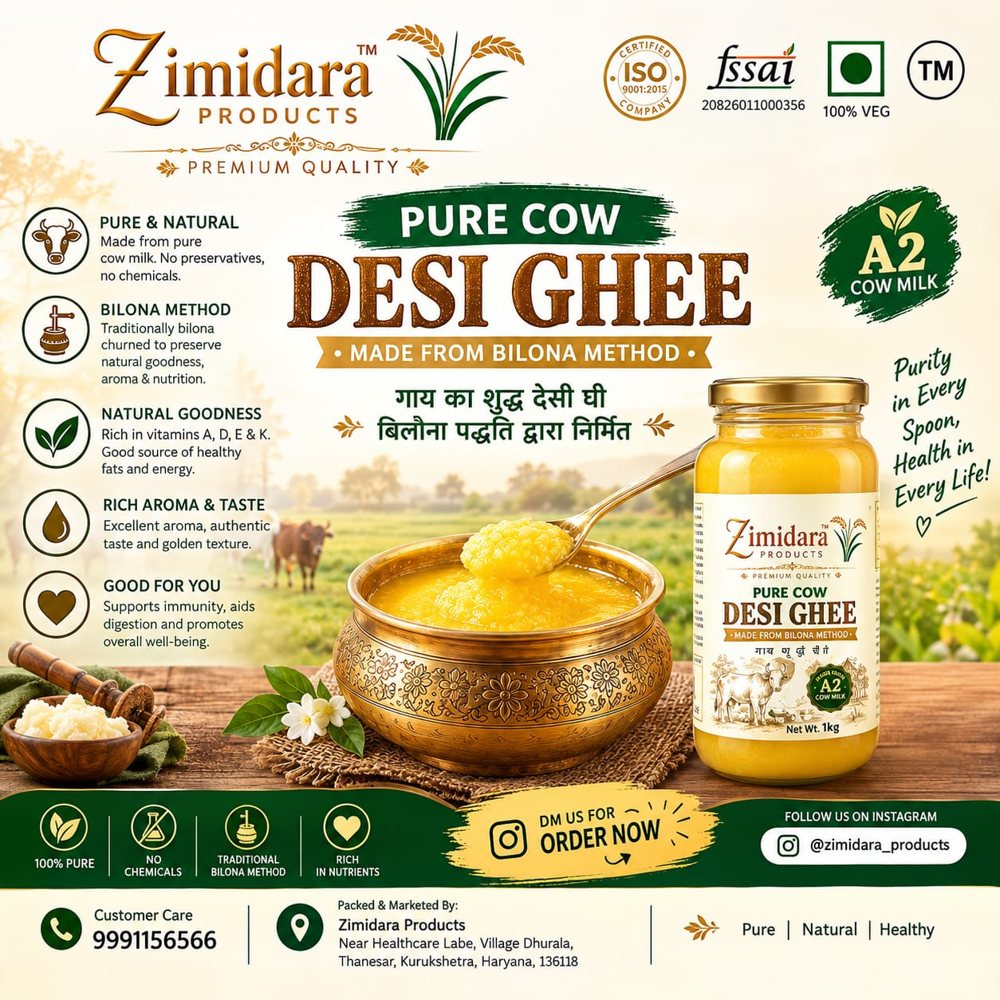 Zimidara™
PRODUCTS
PREMIUM QUALITY
CERTIFIED
ISO
9001:2015
COMPANY
fssai
20826011000356
100% VEG
TM
PURE COW
DESI GHEE
• MADE FROM BILONA METHOD •
गाय का शुद्ध देसी घी
बिलौना पद्धति द्वारा निर्मित
A2
COW MILK
PURE & NATURAL
Made from pure
cow milk. No preservatives,
no chemicals.
BILONA METHOD
Traditionally bilona
churned to preserve
natural goodness,
aroma & nutrition.
NATURAL GOODNESS
Rich in vitamins A, D, E & K.
Good source of healthy
fats and energy.
RICH AROMA & TASTE
Excellent aroma, authentic
taste and golden texture.
GOOD FOR YOU
Supports immunity, aids
digestion and promotes
overall well-being.
Purity
in Every
Spoon,
Health in
Every Life!
Zimidara™
PRODUCTS
PREMIUM QUALITY
PURE COW
DESI GHEE
• MADE FROM BILONA METHOD •
A2
COW MILK
Net Wt. 1kg
100% PURE
NO
CHEMICALS
TRADITIONAL
BILONA METHOD
RICH
IN NUTRIENTS
DM US FOR
ORDER NOW
FOLLOW US ON INSTAGRAM
@zimidara_products
Customer Care
9991156566
Packed & Marketed By:
Zimidara Products
Near Healthcare Labe, Village Dhurala,
Thanesar, Kurukshetra, Haryana, 136118
Pure | Natural | Healthy